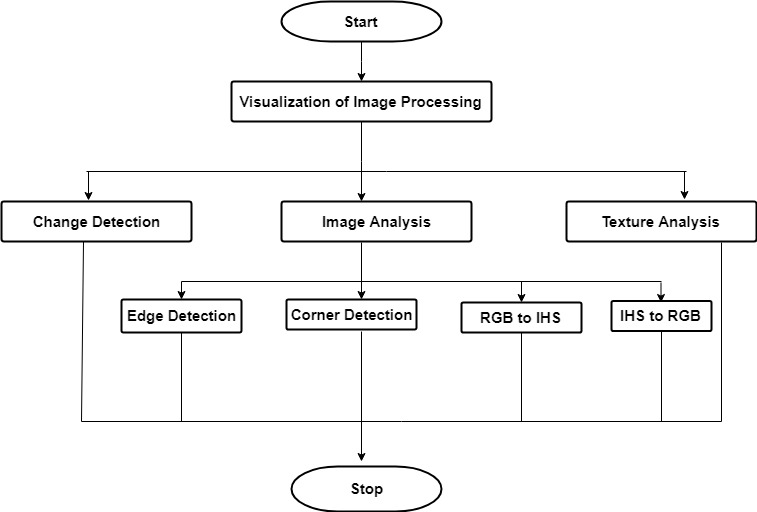 Start
Visualization of Image Processing
Change Detection
Image Analysis
Texture Analysis
Edge Detection
Corner Detection
RGB to IHS
IHS to RGB
Stop